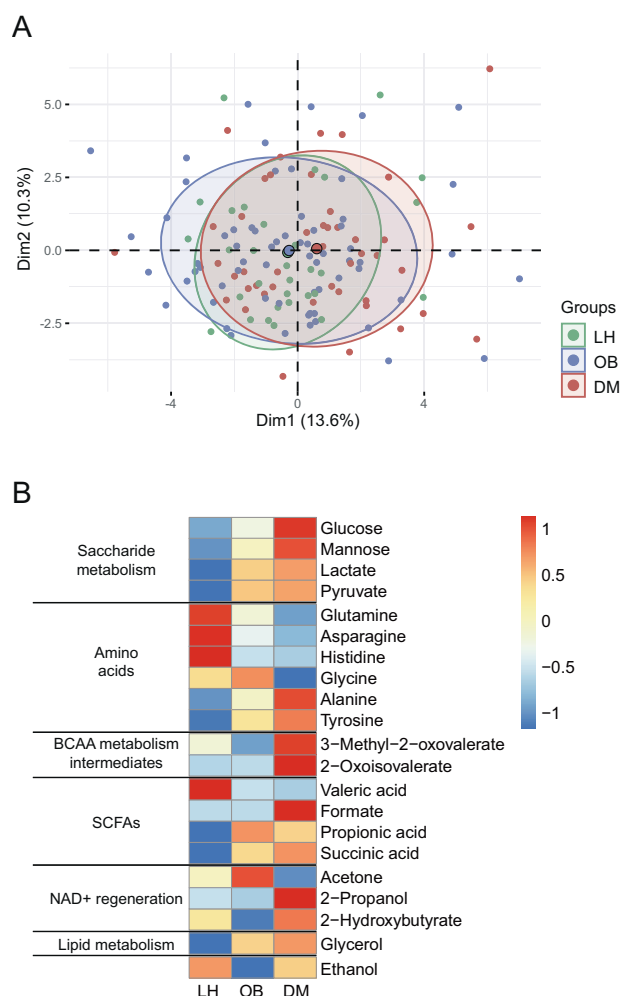 A
5.0
2.5
0.0
-2.5
Dim2 (10.3%)
-4
0
4
Dim1 (13.6%)
Groups
LH
OB
DM
B
Saccharide
metabolism
Glucose
Mannose
Lactate
Pyruvate
Amino
acids
Glutamine
Asparagine
Histidine
Glycine
Alanine
Tyrosine
BCAA metabolism
intermediates
3−Methyl−2−oxovalerate
2−Oxoisovalerate
SCFAs
Valeric acid
Formate
Propionic acid
Succinic acid
NAD+ regeneration
Acetone
2−Propanol
2−Hydroxybutyrate
Lipid metabolism
Glycerol
Ethanol
LH OB DM
1
0.5
0
−0.5
−1